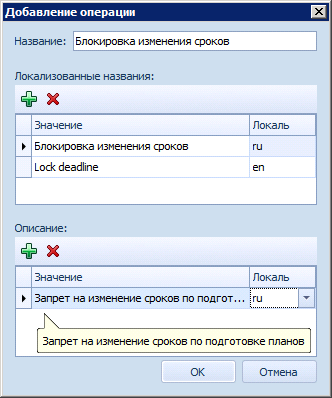 Добавление операции
Название: Блокировка изменения сроков
Локализованные названия:
Значение Локаль
Блокировка изменения сроков ru
Lock deadline en
Описание:
Значение Локаль
Запрет на изменение сроков по подгот... ru
Запрет на изменение сроков по подготовке планов
OK Отмена